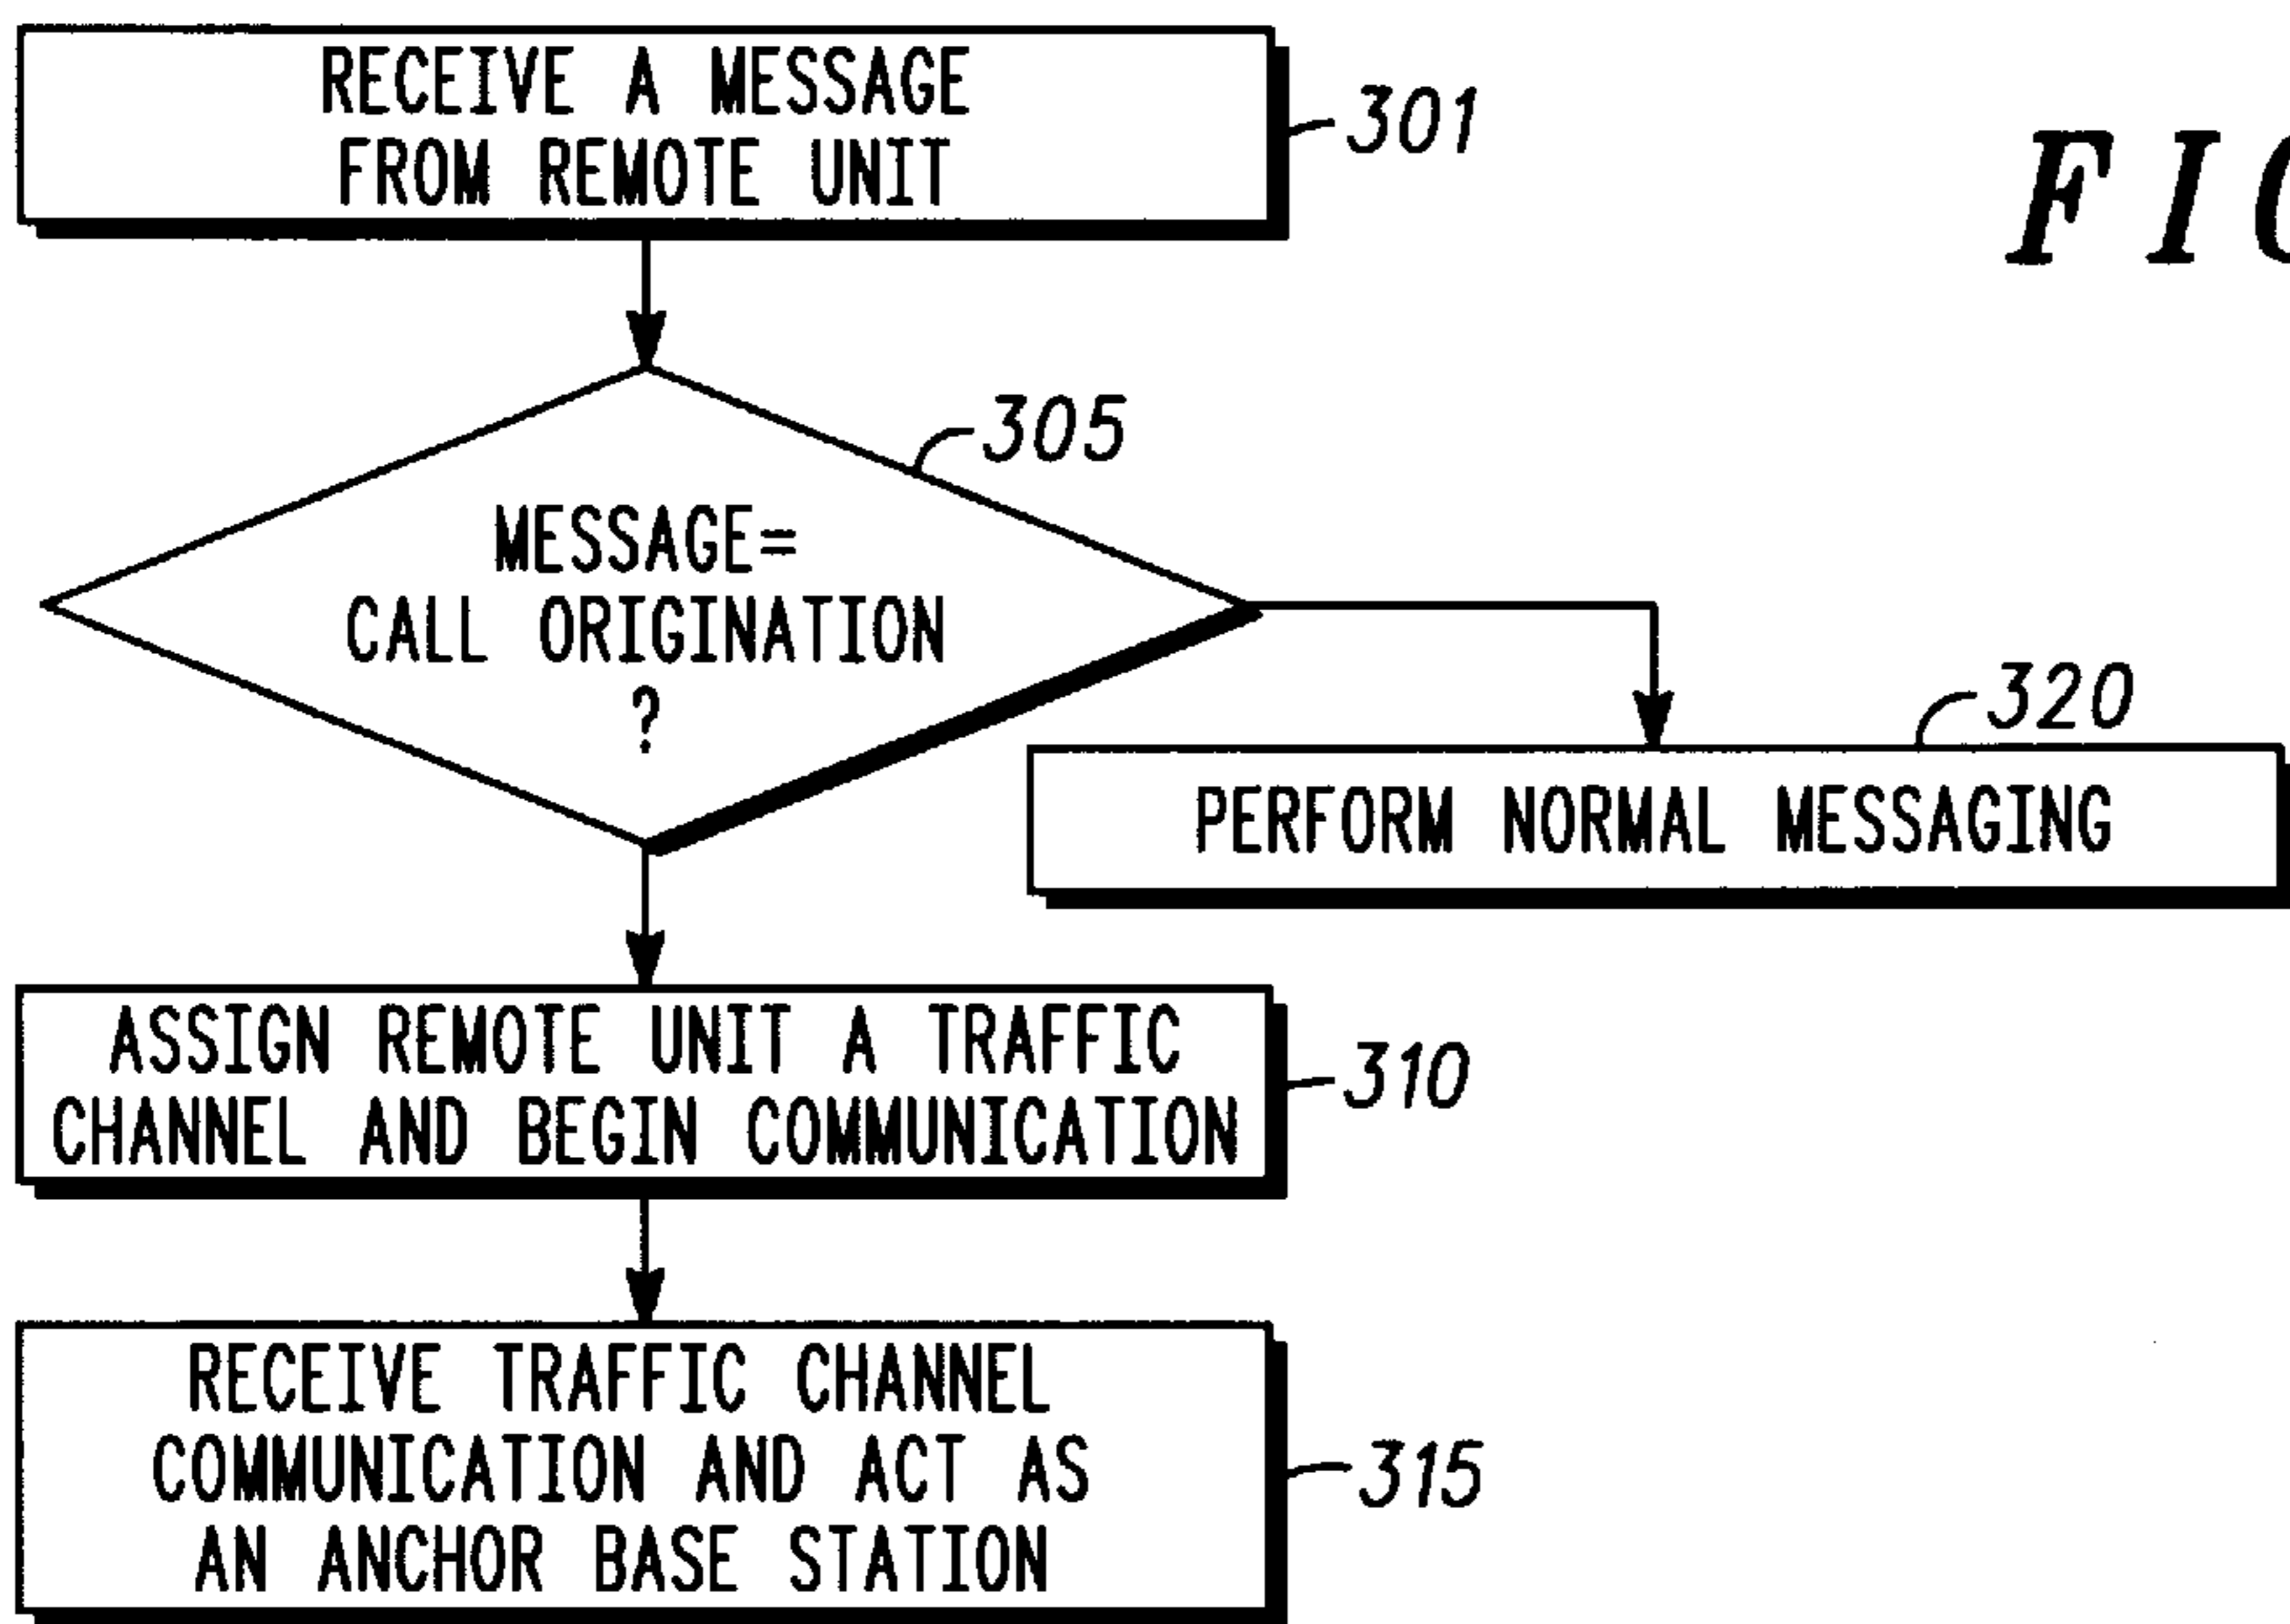 RECEIVE A MESSAGE
FROM REMOTE UNIT
301
305
MESSAGE=
CALL ORIGINATION
?
320
PERFORM NORMAL MESSAGING
ASSIGN REMOTE UNIT A TRAFFIC
CHANNEL AND BEGIN COMMUNICATION
310
RECEIVE TRAFFIC CHANNEL
COMMUNICATION AND ACT AS
AN ANCHOR BASE STATION
315